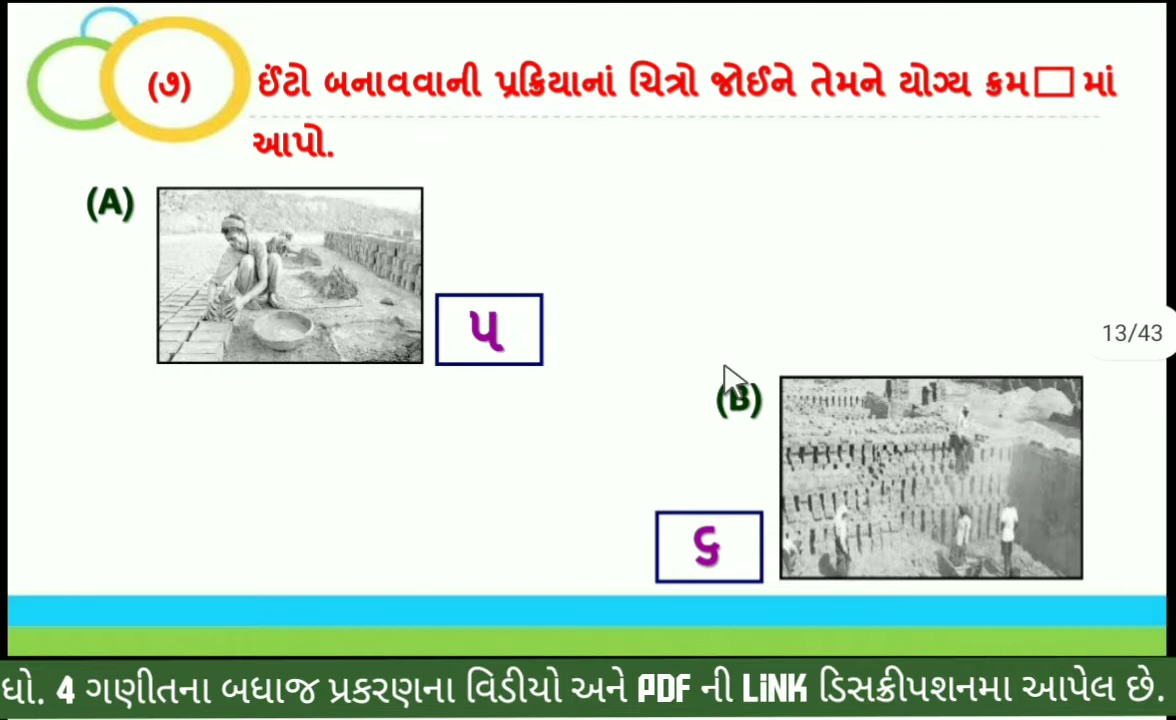 (૭) ઈંટો બનાવવાની પ્રક્રિયાનાં ચિત્રો જોઈને તેમને યોગ્ય ક્રમ□માં
આપો.
(A)
૫
13/43
(B)
૬
ધો. 4 ગણીતના બધાજ પ્રકરણના વિડીયો અને PDF ની LiNK ડિસક્રીપશનમા આપેલ છે.